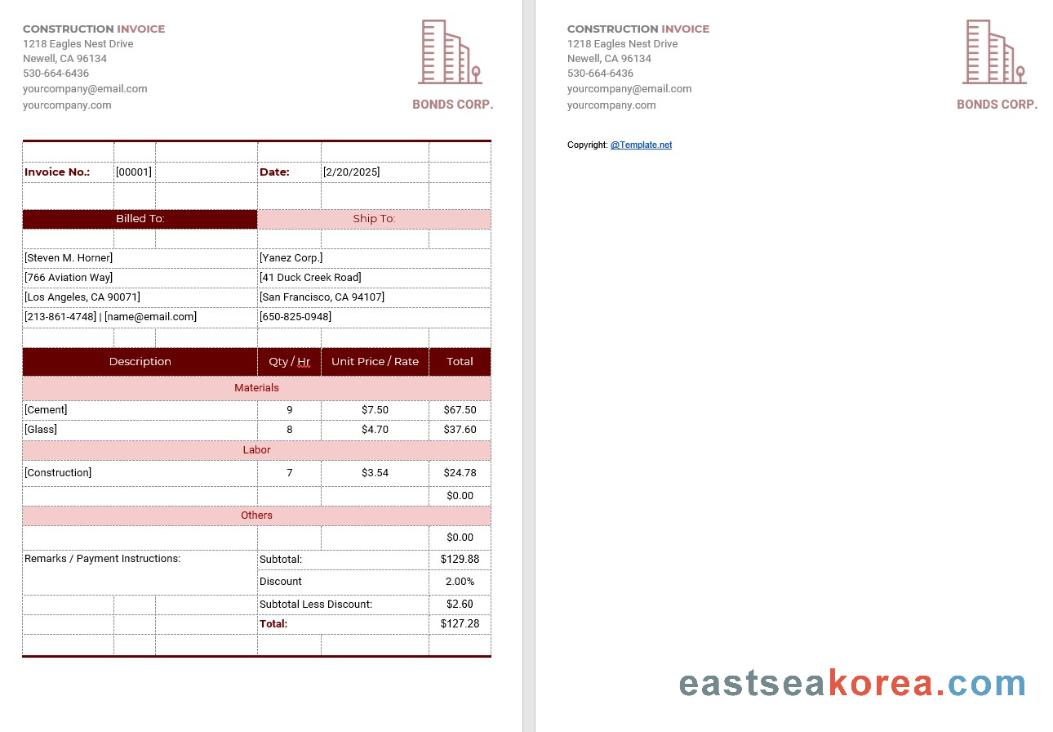 CONSTRUCTION INVOICE
1218 Eagles Nest Drive
Newell, CA 96134
530-664-6436
yourcompany@email.com
yourcompany.com
BONDS CORP.
Invoice No.: [00001] Date: [2/20/2025]
Billed To: Ship To:
[Steven M. Horner] [Yanez Corp.]
[766 Aviation Way] [41 Duck Creek Road]
[Los Angeles, CA 90071] [San Francisco, CA 94107]
[213-861-4748] | [name@email.com] [650-825-0948]
Description Qty / Hr Unit Price / Rate Total
Materials
[Cement] 9 $7.50 $67.50
[Glass] 8 $4.70 $37.60
Labor
[Construction] 7 $3.54 $24.78
$0.00
Others
$0.00
Remarks / Payment Instructions: Subtotal: $129.88
Discount 2.00%
Subtotal Less Discount: $2.60
Total: $127.28
CONSTRUCTION INVOICE
1218 Eagles Nest Drive
Newell, CA 96134
530-664-6436
yourcompany@email.com
yourcompany.com
BONDS CORP.
Copyright: @Template.net
eastseakorea.com